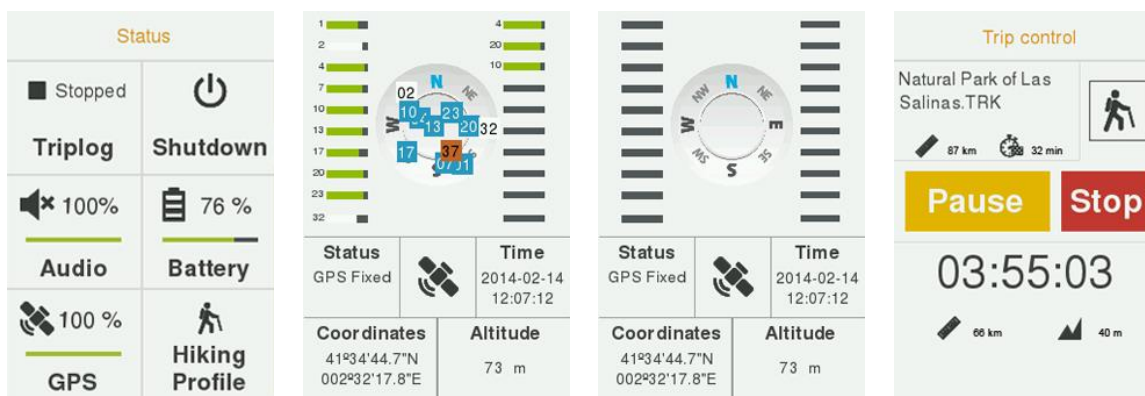 Status
Stopped
Triplog
Shutdown
100%
76 %
Audio
Battery
100 %
GPS
Hiking
Profile
1
2
4
7
10
13
17
20
23
32
4
20
10
N
NE
W
S
02
10
13
23
20
32
17
37
Status
GPS Fixed
Time
2014-02-14
12:07:12
Coordinates
41º34'44.7"N
002º32'17.8"E
Altitude
73 m
N
NE
E
SE
S
SW
W
NW
Status
GPS Fixed
Time
2014-02-14
12:07:12
Coordinates
41º34'44.7"N
002º32'17.8"E
Altitude
73 m
Trip control
Natural Park of Las
Salinas.TRK
87 km
32 min
Pause
Stop
03:55:03
66 km
40 m